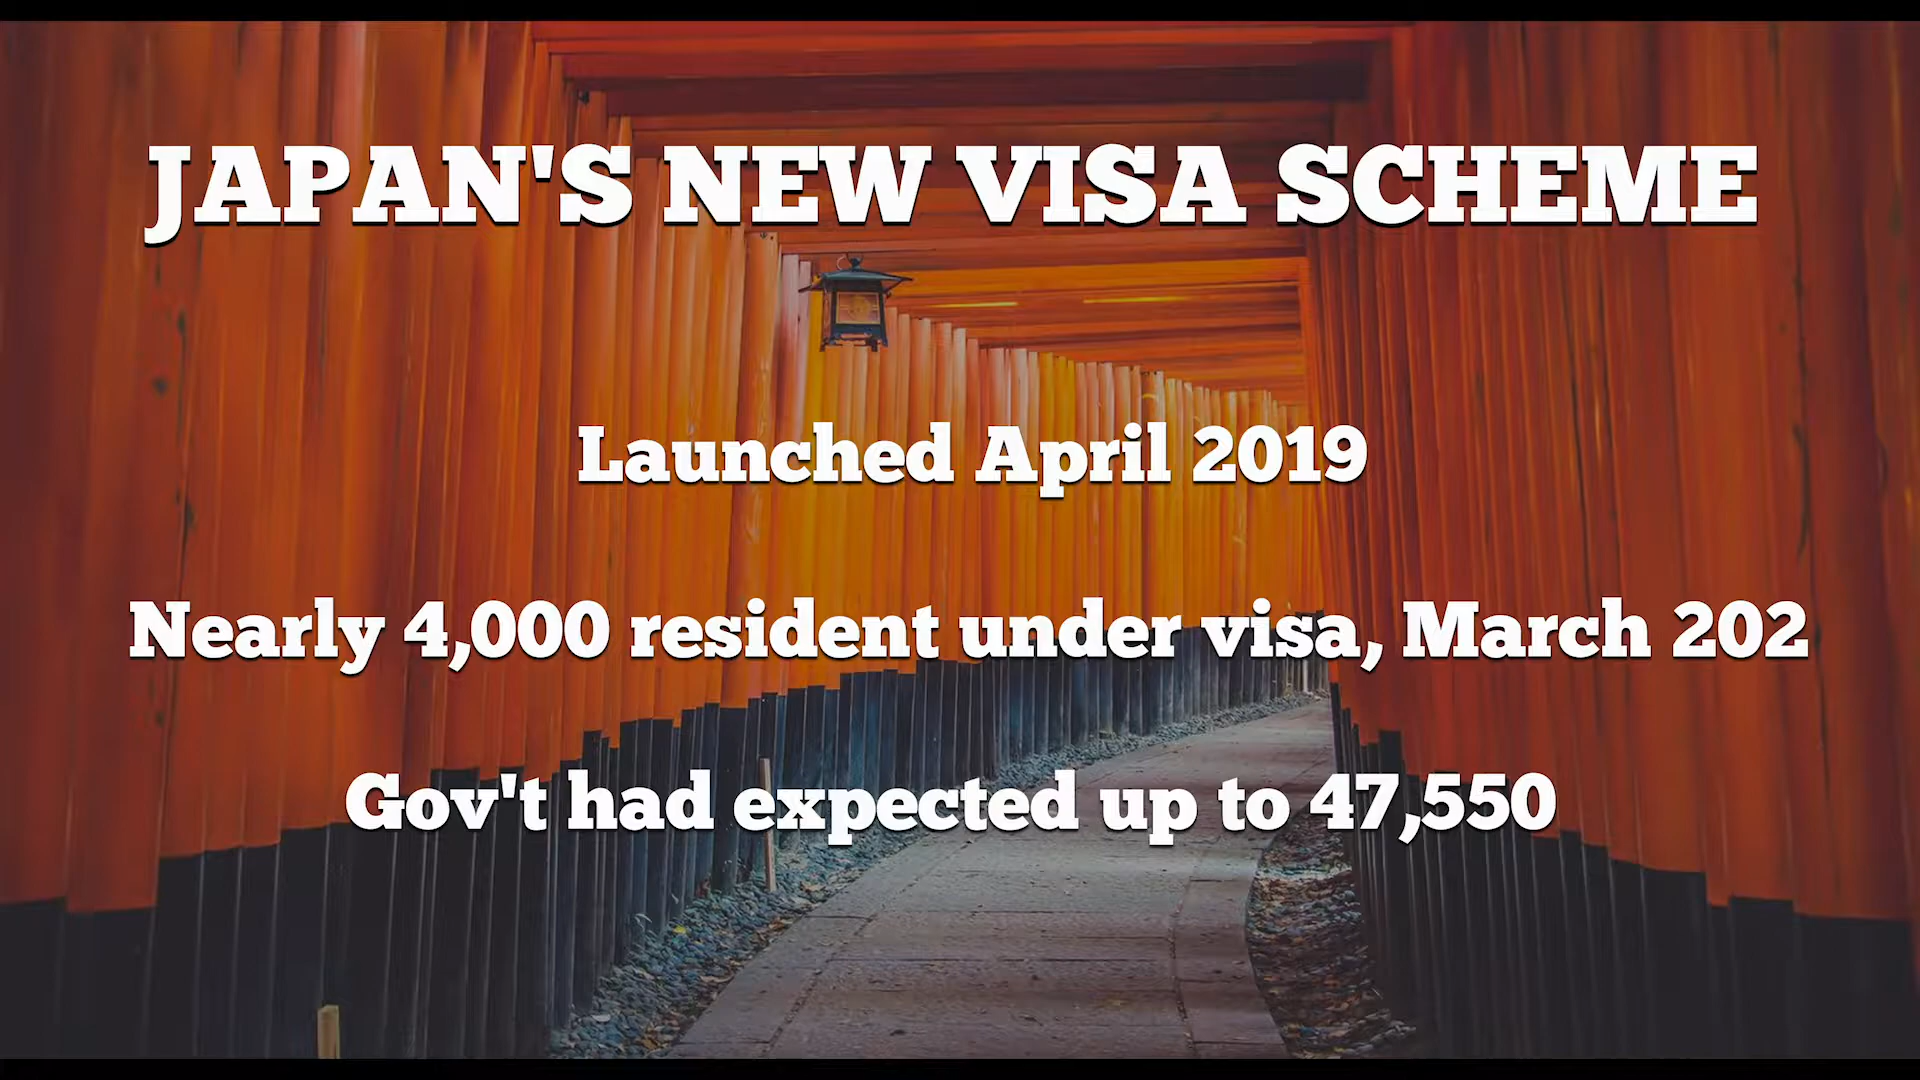 JAPAN'S NEW VISA SCHEME
Launched April 2019
Nearly 4,000 resident under visa, March 202
Gov't had expected up to 47,550